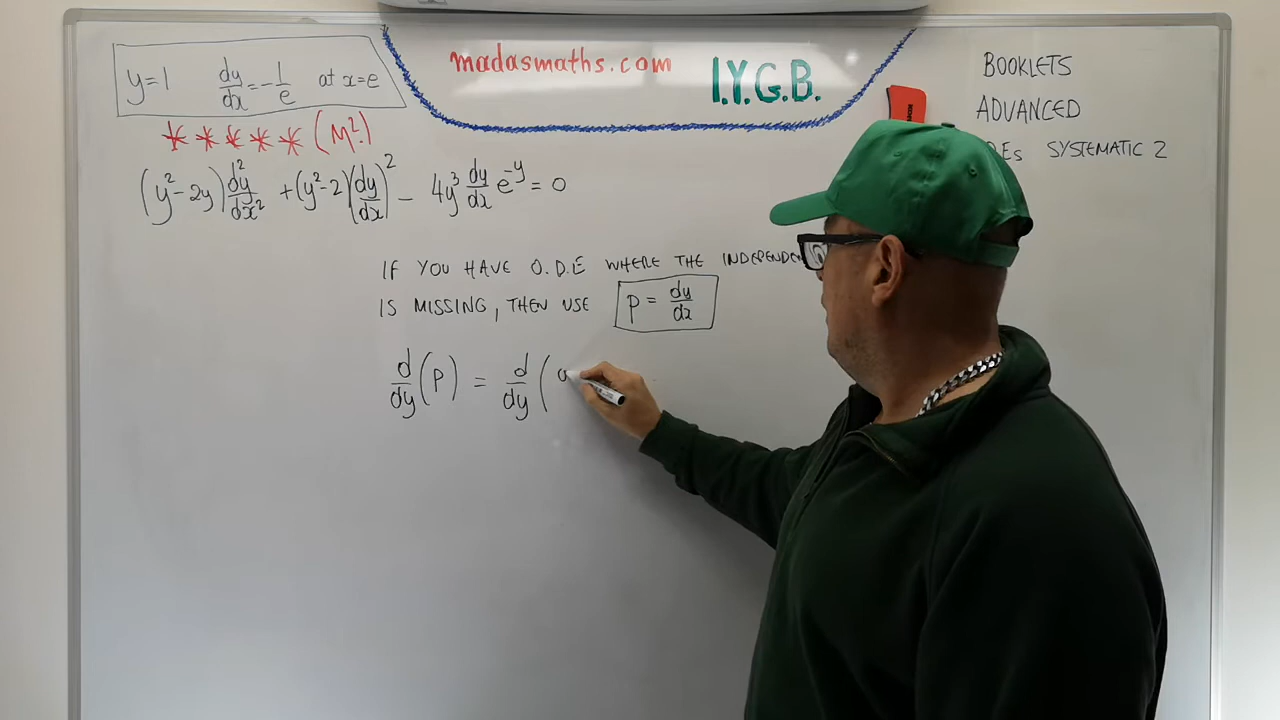 y=1 dy/dx = -1/e at x=e
madasmaths.com
I.Y.G.B.
BOOKLETS
ADVANCED
DEs SYSTEMATIC 2
***** (M².)
(y²-2y) d²y/dx² + (y²-2)(dy/dx)² - 4y³ dy/dx e^-y = 0
IF YOU HAVE O.D.E WHERE THE
IS MISSING, THEN USE p = dy/dx
d/dy (p) = d/dy (